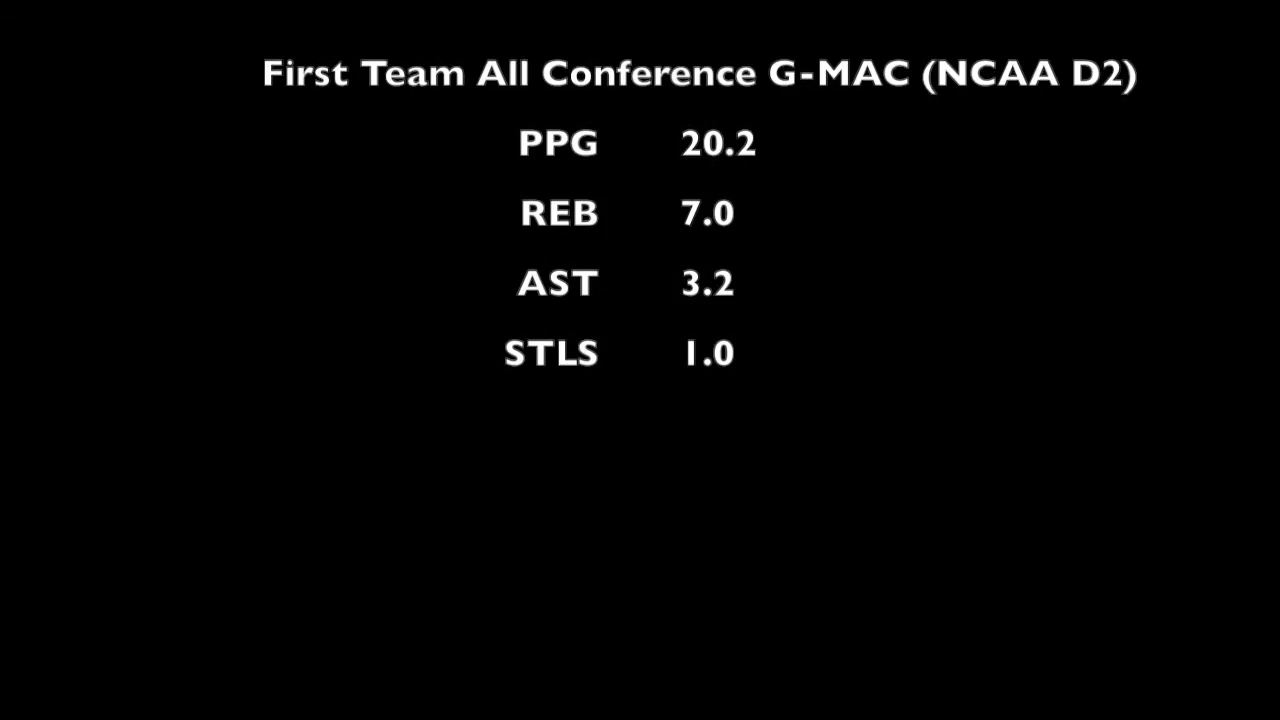 First Team All Conference G-MAC (NCAA D2)
PPG 20.2
REB 7.0
AST 3.2
STLS 1.0